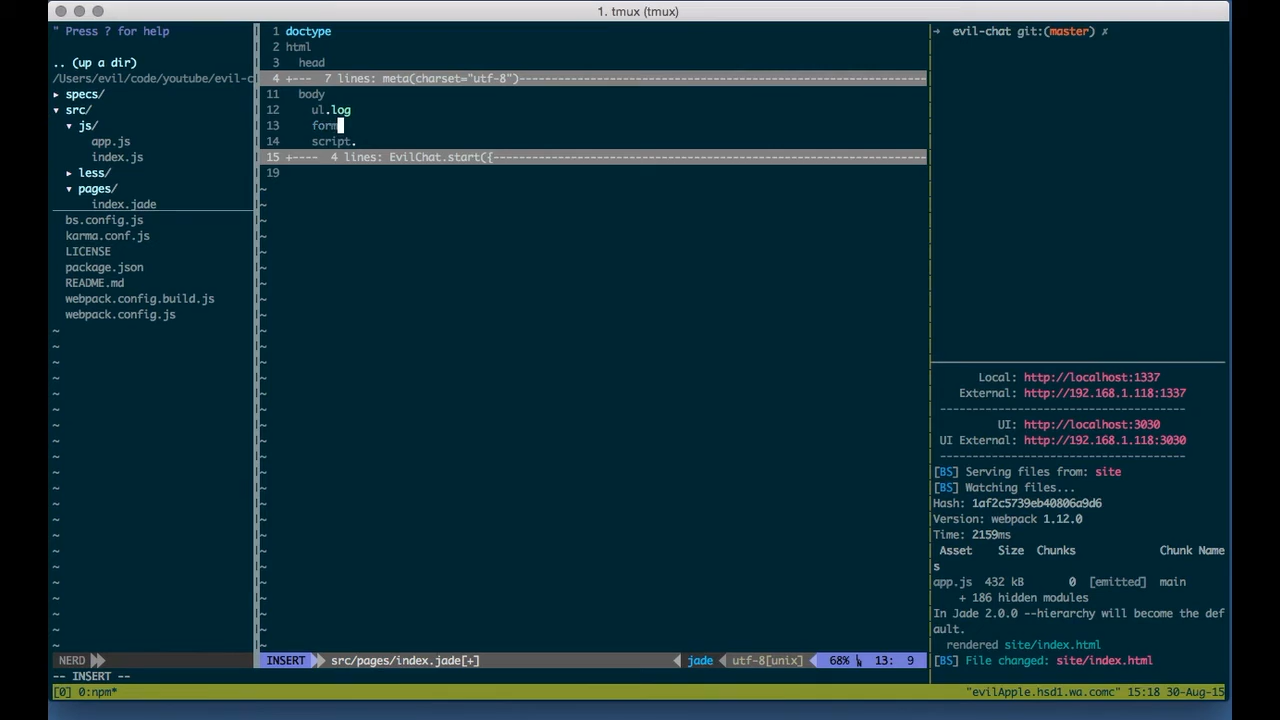 1. tmux (tmux)
" Press ? for help
.. (up a dir)
/Users/evil/code/youtube/evil-c
▸ specs/
▾ src/
▾ js/
app.js
index.js
▸ less/
▾ pages/
index.jade
bs.config.js
karma.conf.js
LICENSE
package.json
README.md
webpack.config.build.js
webpack.config.js
1 doctype
2 html
3 head
4 +--- 7 lines: meta(charset="utf-8")---------------------------------------------------------------
11 body
12 ul.log
13 form
14 script.
15 +---- 4 lines: EvilChat.start({-------------------------------------------------------------------
19
→ evil-chat git:(master) ✗
Local: http://localhost:1337
External: http://192.168.1.118:1337
---------------------------------------
UI: http://localhost:3030
UI External: http://192.168.1.118:3030
---------------------------------------
[BS] Serving files from: site
[BS] Watching files...
Hash: 1af2c5739eb40806a9d6
Version: webpack 1.12.0
Time: 2159ms
Asset Size Chunks Chunk Name
s
app.js 432 kB 0 [emitted] main
+ 186 hidden modules
In Jade 2.0.0 --hierarchy will become the def
ault.
rendered site/index.html
[BS] File changed: site/index.html
NERD
INSERT src/pages/index.jade[+] jade utf-8[unix] 68% 13: 9
-- INSERT --
[0] 0:npm* "evilApple.hsd1.wa.comc" 15:18 30-Aug-15